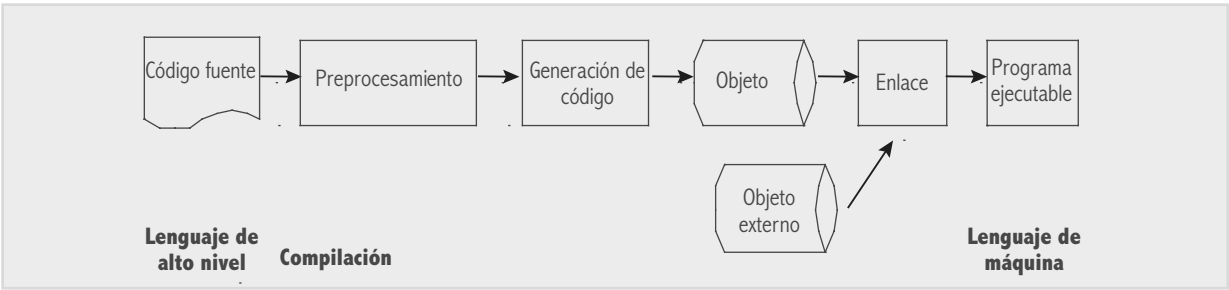 Código fuente
Preprocesamiento
Generación de
código
Objeto
Enlace
Programa
ejecutable
Objeto
externo
Lenguaje de
alto nivel
Compilación
Lenguaje de
máquina